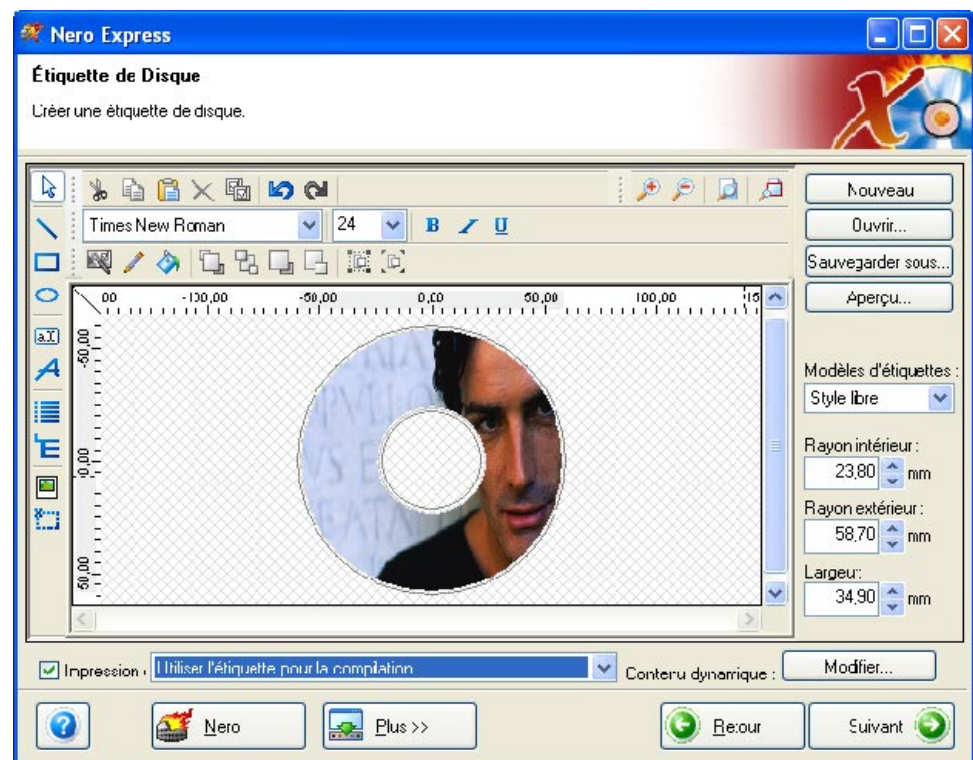 Nero Express
Étiquette de Disque
Créer une étiquette de disque.
Nouveau
Times New Roman 24 B I U
Ouvrir...
Sauvegarder sous...
Aperçu...
00 -100,00 -50,00 0,00 50,00 100,00 15
-50,00
0,00
50,00
Modèles d'étiquettes :
Style libre
Rayon intérieur :
23,80 mm
Rayon extérieur :
58,70 mm
Largeur:
34,90 mm
Impression : Utiliser l'étiquette pour la compilation
Contenu dynamique : Modifier...
Nero Plus >> Retour Suivant